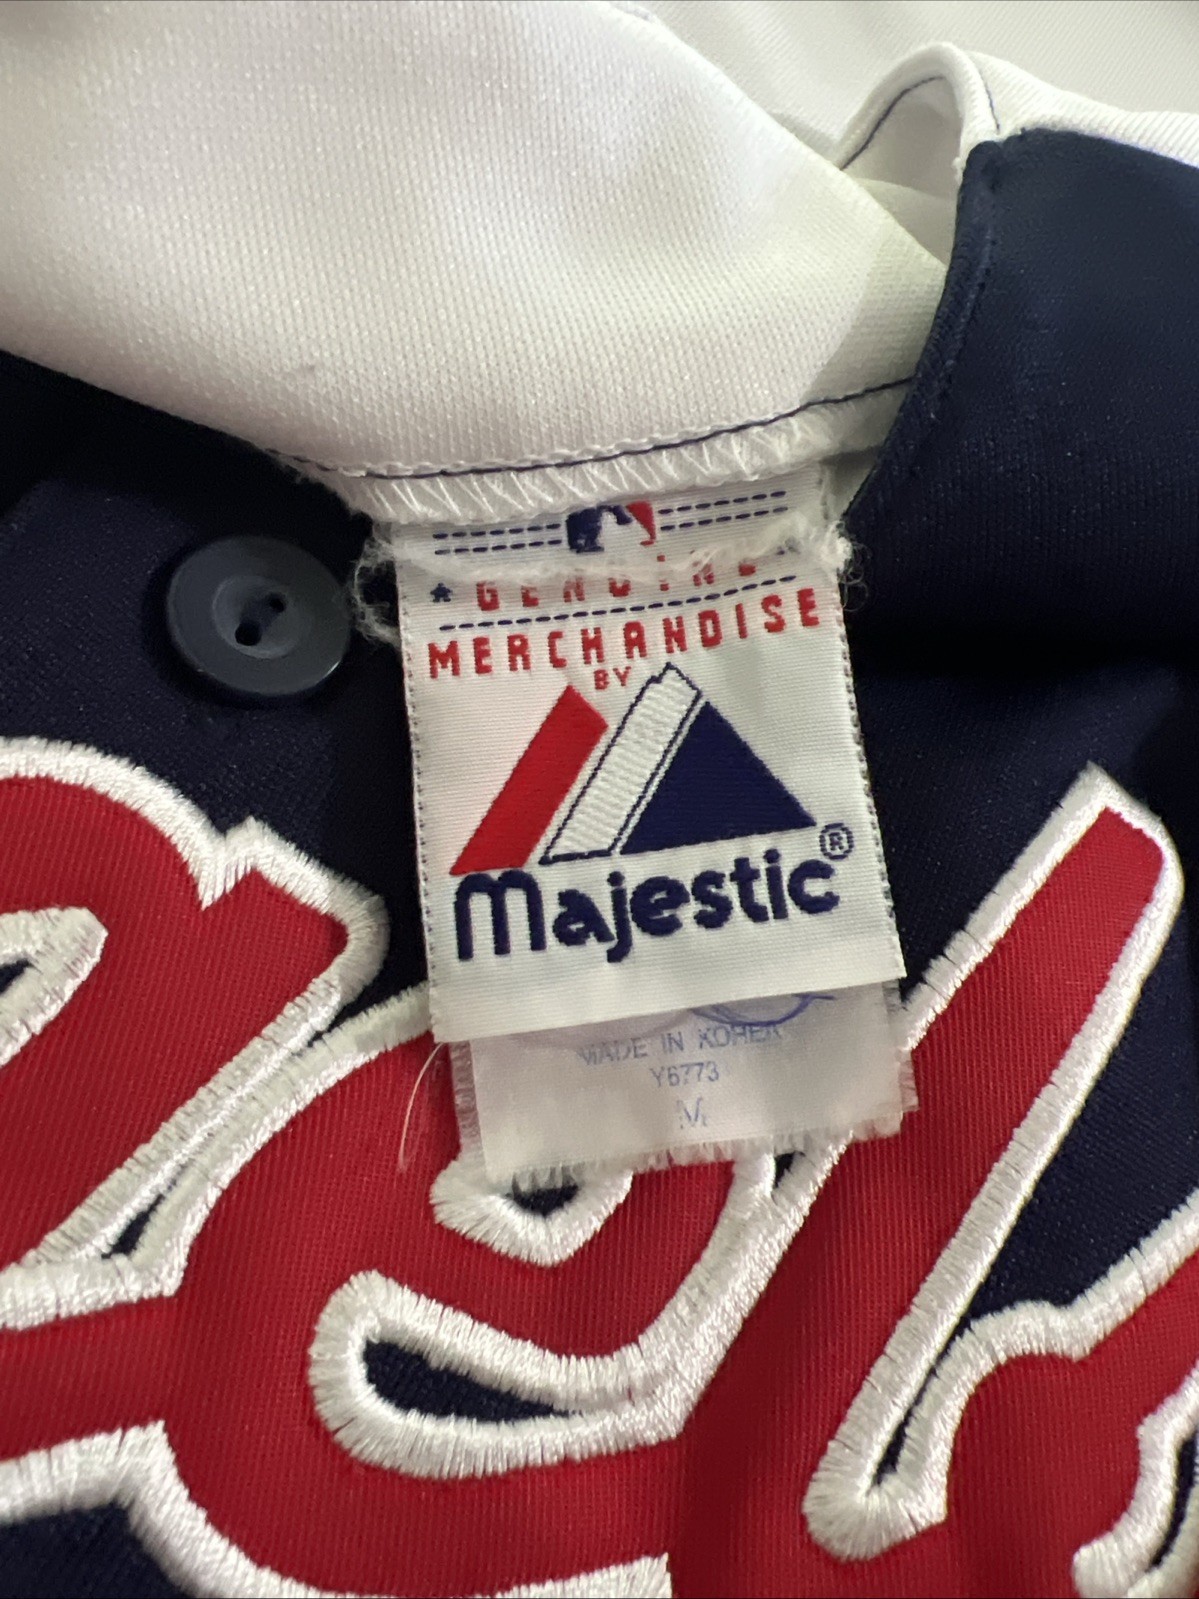 GENUINE
MERCHANDISE
BY
Majestic®
MADE IN KOREA
Y6773
M